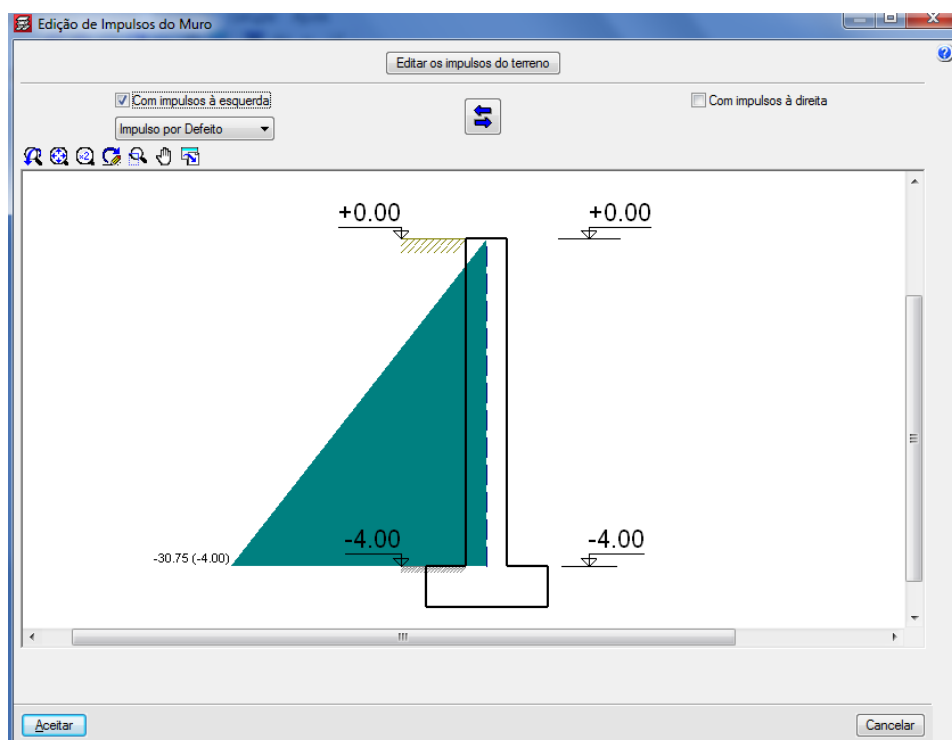 Edição de Impulsos do Muro
Editar os impulsos do terreno
Com impulsos à esquerda
Com impulsos à direita
Impulso por Defeito
x2
+0.00
+0.00
-4.00
-4.00
-30.75 (-4.00)
Aceitar
Cancelar